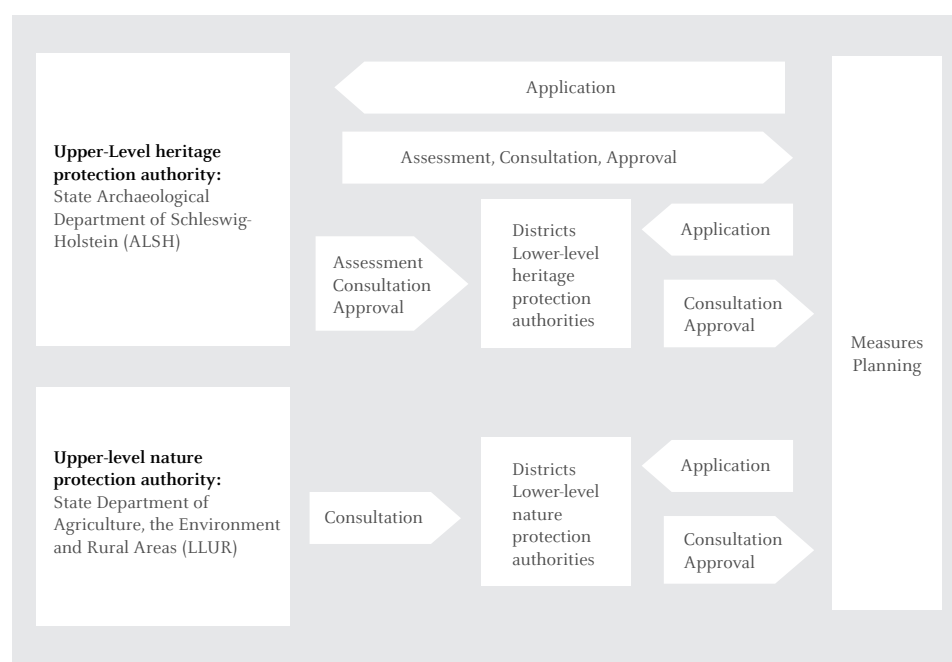 Application
Assessment, Consultation, Approval
Upper-Level heritage
protection authority:
State Archaeological
Department of Schleswig-
Holstein (ALSH)
Assessment
Consultation
Approval
Districts
Lower-level
heritage
protection
authorities
Application
Consultation
Approval
Measures
Planning
Upper-level nature
protection authority:
State Department of
Agriculture, the Environment
and Rural Areas (LLUR)
Consultation
Districts
Lower-level
nature
protection
authorities
Application
Consultation
Approval